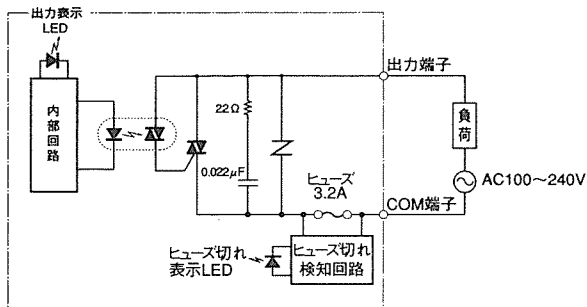 出力表示
LED
内部回路
22Ω
0.022μF
ヒューズ
3.2A
出力端子
負荷
AC100～240V
COM端子
ヒューズ切れ
表示LED
ヒューズ切れ
検知回路